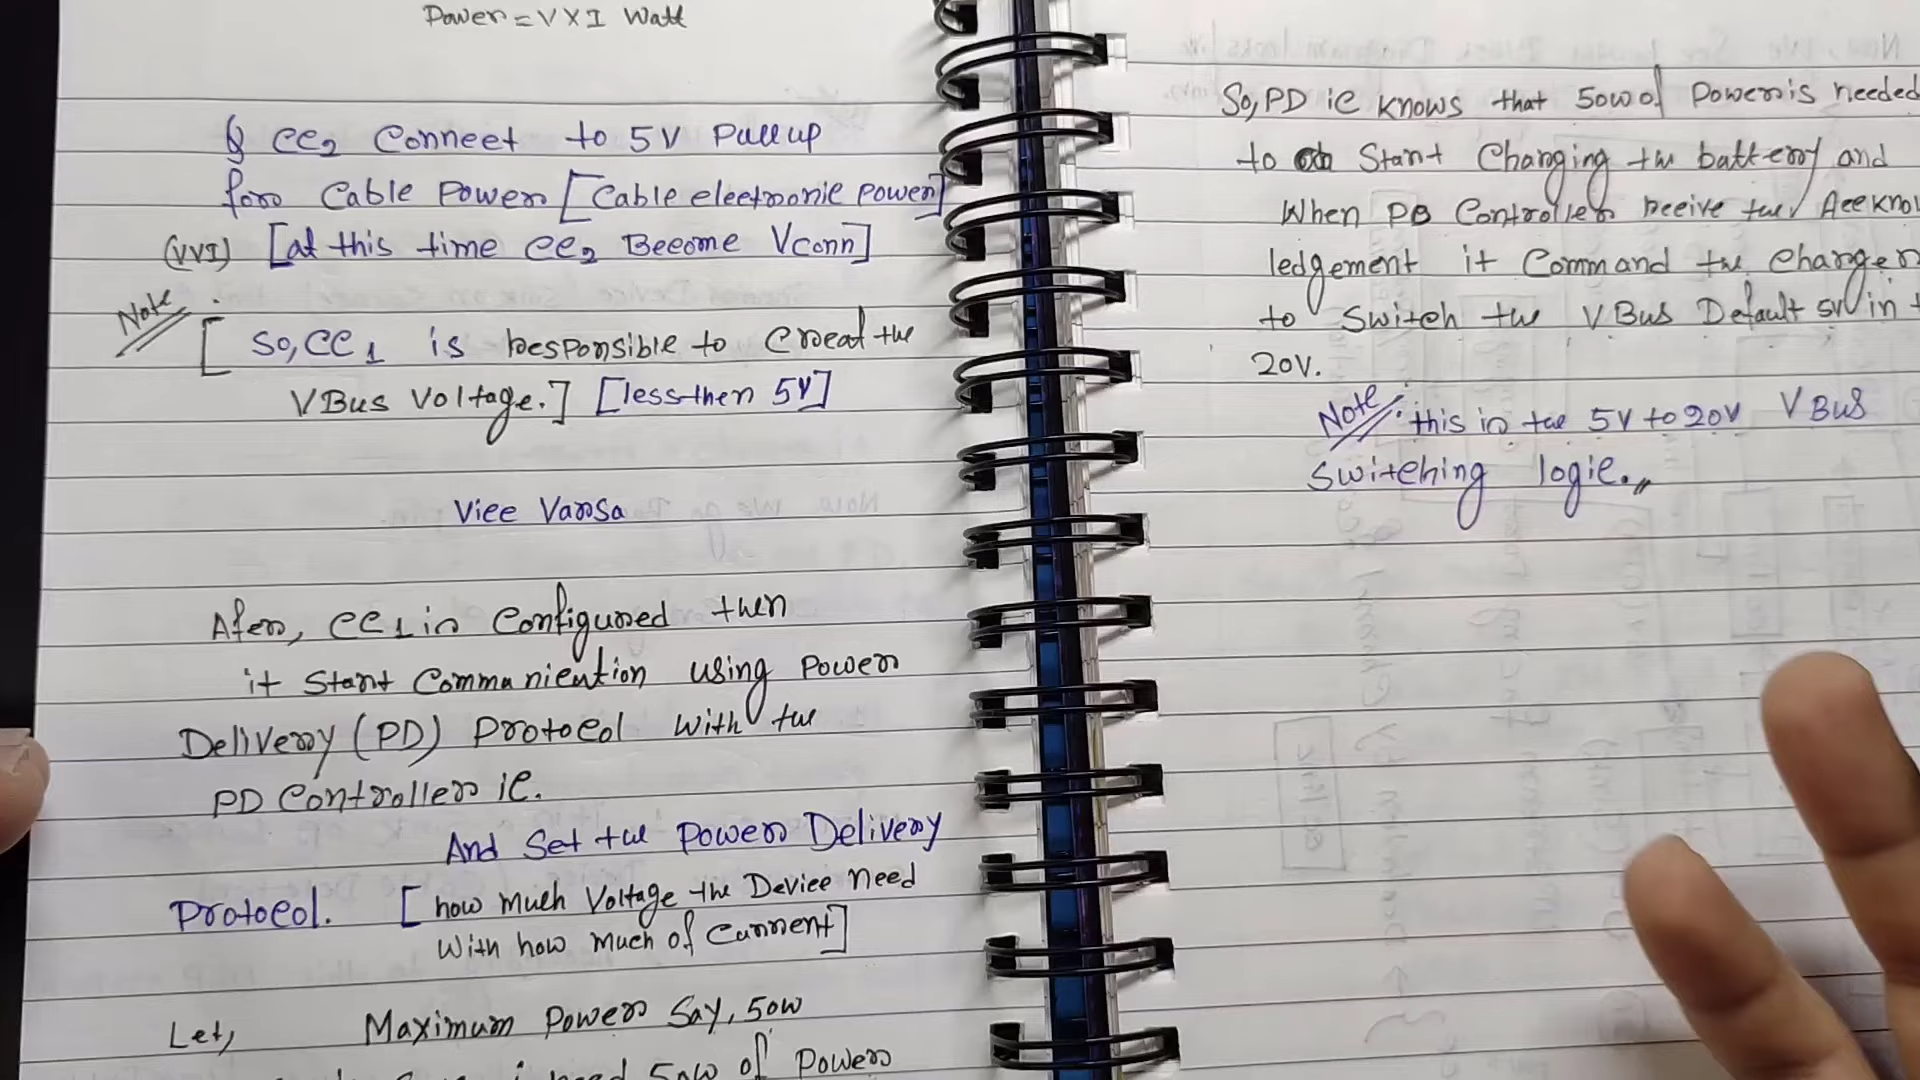 Power = V X I Watt
& CC2 Connect to 5V Pull up
for Cable Power [Cable electronic power]
(VVI) [at this time CC2 Become Vconn]
Note
[ So, CC1 is responsible to Creat the
VBus Voltage.] [less then 5V]
Vice Varsa
Afer, CC1 is Configured then
it Start Communication using Power
Delivery (PD) Protocol with the
PD Controller ic.
And Set the Power Delivery
Protocol. [how much Voltage the Device Need
With how much of Current]
Let, Maximum Power Say, 50W
i need 50W of Power
So, PD ic knows that 50W of Power is needed
to Start Charging the battery and
When PD Controller receive the Acknow
ledgement it Command the Charger
to Switch the VBus Default 5V in t
20V.
Note: this is the 5V to 20V VBus
Switching logic.